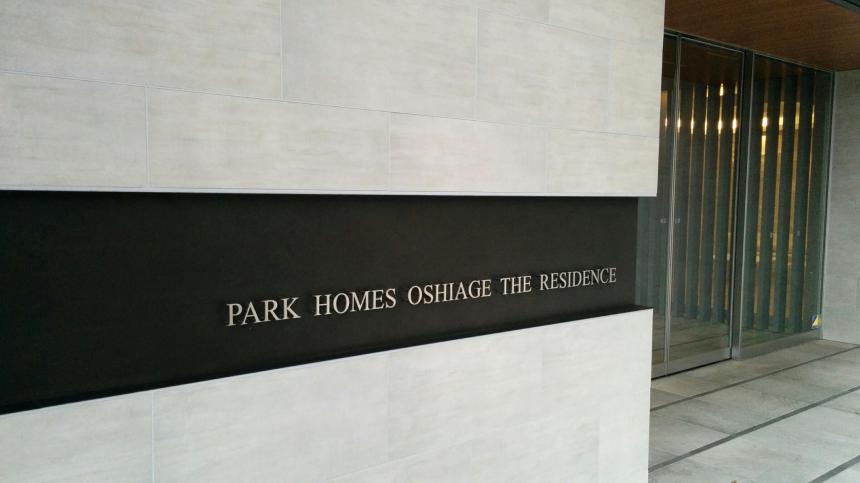 PARK HOMES OSHIAGE THE RESIDENCE